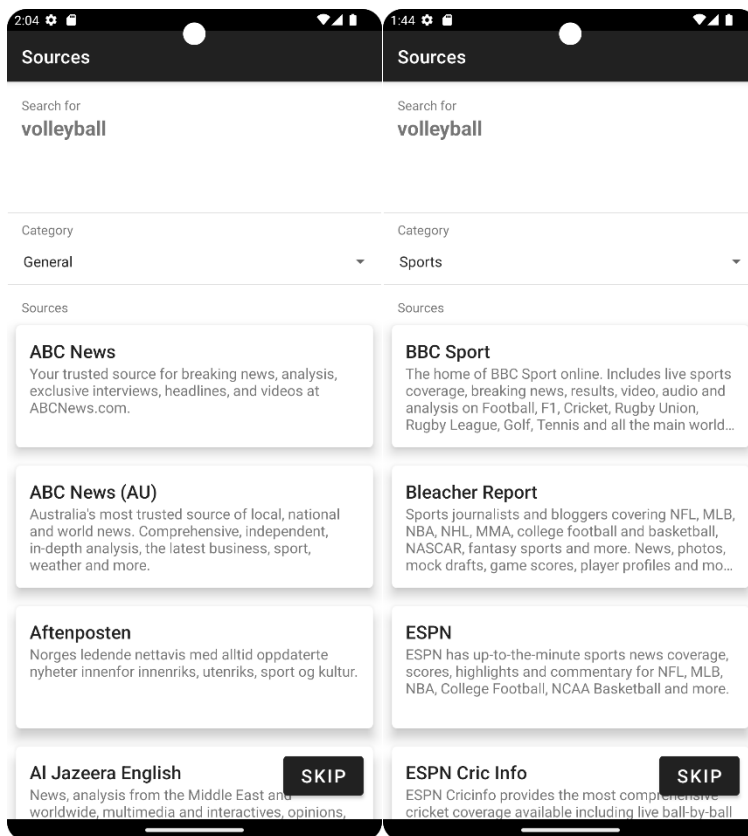 2:04
Sources
Search for
volleyball
Category
General
Sources
ABC News
Your trusted source for breaking news, analysis,
exclusive interviews, headlines, and videos at
ABCNews.com.
ABC News (AU)
Australia's most trusted source of local, national
and world news. Comprehensive, independent,
in-depth analysis, the latest business, sport,
weather and more.
Aftenposten
Norges ledende nettavis med alltid oppdaterte
nyheter innenfor innenriks, utenriks, sport og kultur.
Al Jazeera English
News, analysis from the Middle East and
worldwide, multimedia and interactives, opinions,
SKIP
1:44
Sources
Search for
volleyball
Category
Sports
Sources
BBC Sport
The home of BBC Sport online. Includes live sports
coverage, breaking news, results, video, audio and
analysis on Football, F1, Cricket, Rugby Union,
Rugby League, Golf, Tennis and all the main world...
Bleacher Report
Sports journalists and bloggers covering NFL, MLB,
NBA, NHL, MMA, college football and basketball,
NASCAR, fantasy sports and more. News, photos,
mock drafts, game scores, player profiles and mo...
ESPN
ESPN has up-to-the-minute sports news coverage,
scores, highlights and commentary for NFL, MLB,
NBA, College Football, NCAA Basketball and more.
ESPN Cric Info
ESPN Cricinfo provides the most comprehensive
cricket coverage available including live ball-by-ball
SKIP